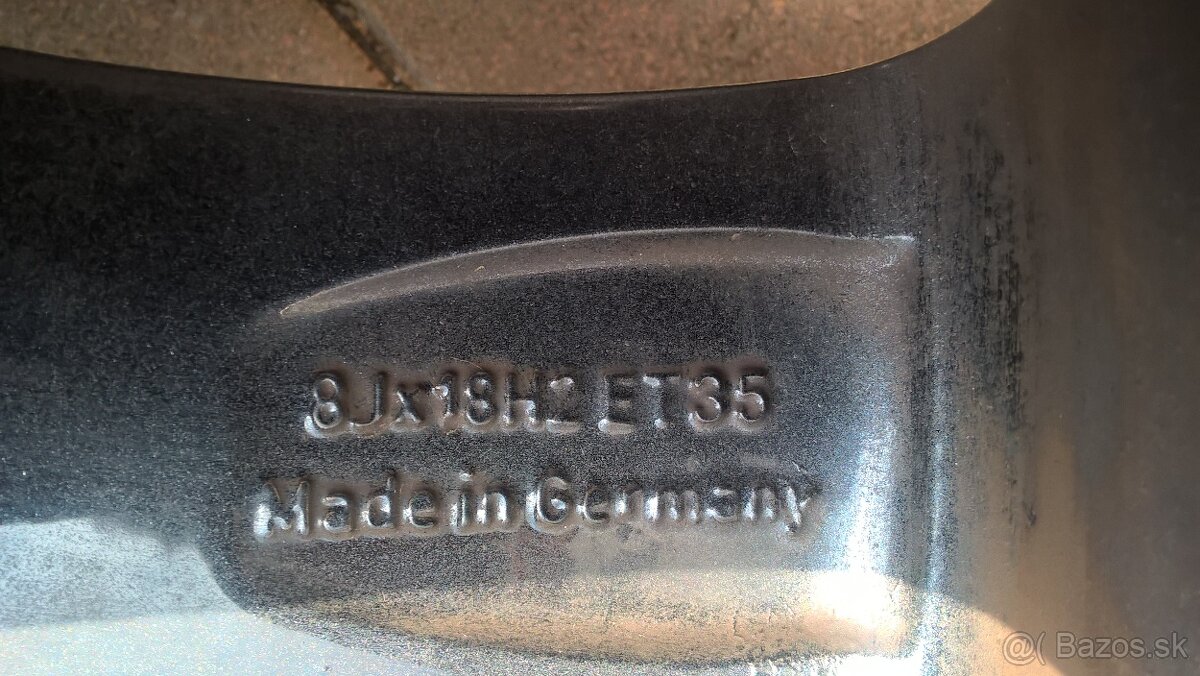 8Jx18H2 ET35
Made in Germany
@( Bazos.sk